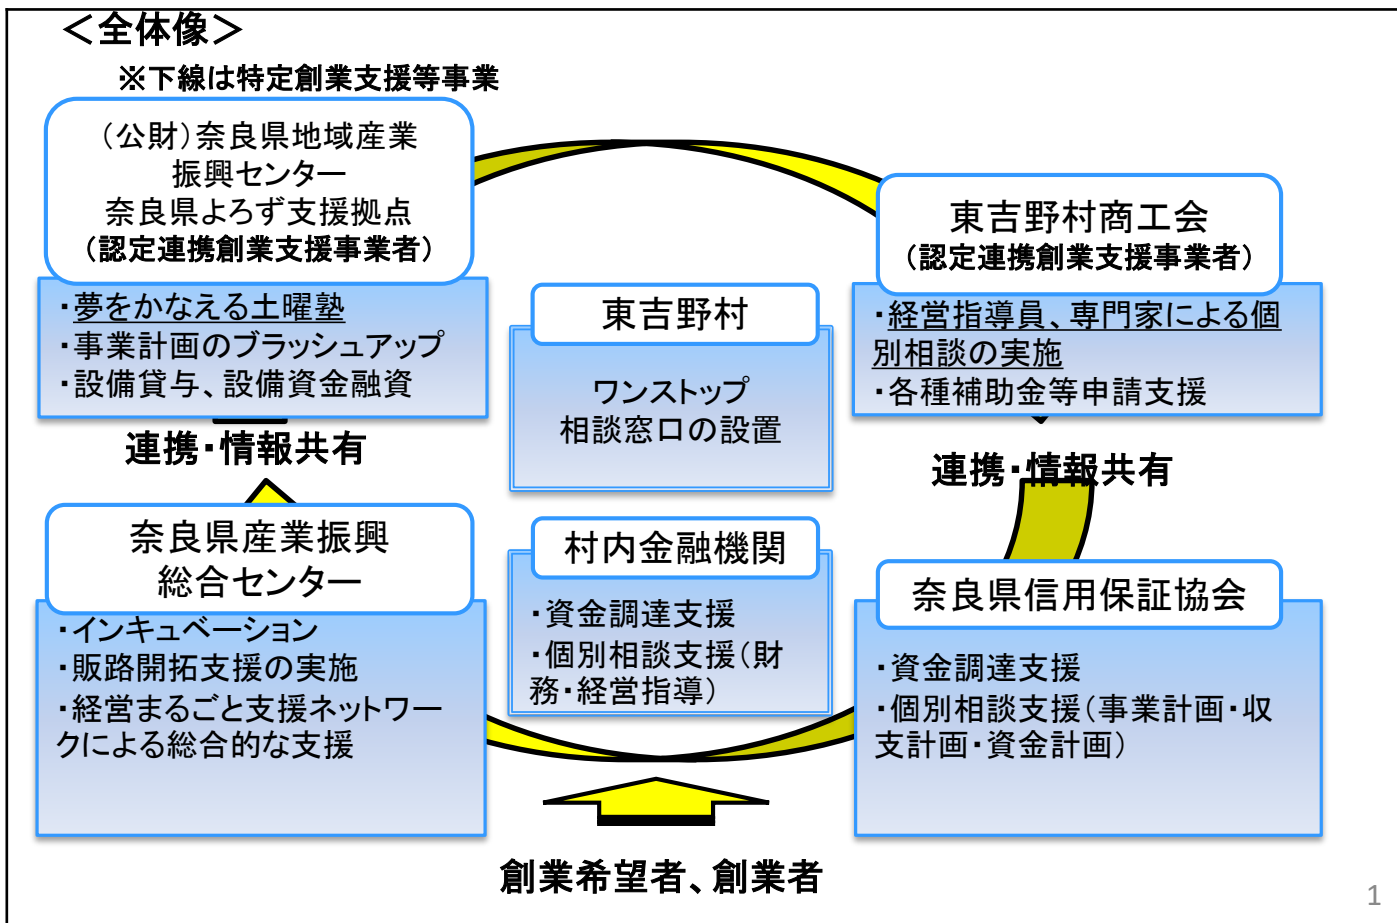 ＜全体像＞
※下線は特定創業支援等事業
（公財）奈良県地域産業
振興センター
奈良県よろず支援拠点
（認定連携創業支援事業者）
・夢をかなえる土曜塾
・事業計画のブラッシュアップ
・設備貸与、設備資金融資
東吉野村
ワンストップ
相談窓口の設置
東吉野村商工会
（認定連携創業支援事業者）
・経営指導員、専門家による個
別相談の実施
・各種補助金等申請支援
連携・情報共有
連携・情報共有
奈良県産業振興
総合センター
・インキュベーション
・販路開拓支援の実施
・経営まるごと支援ネットワー
クによる総合的な支援
村内金融機関
・資金調達支援
・個別相談支援（財
務・経営指導）
奈良県信用保証協会
・資金調達支援
・個別相談支援（事業計画・収
支計画・資金計画）
創業希望者、創業者
1